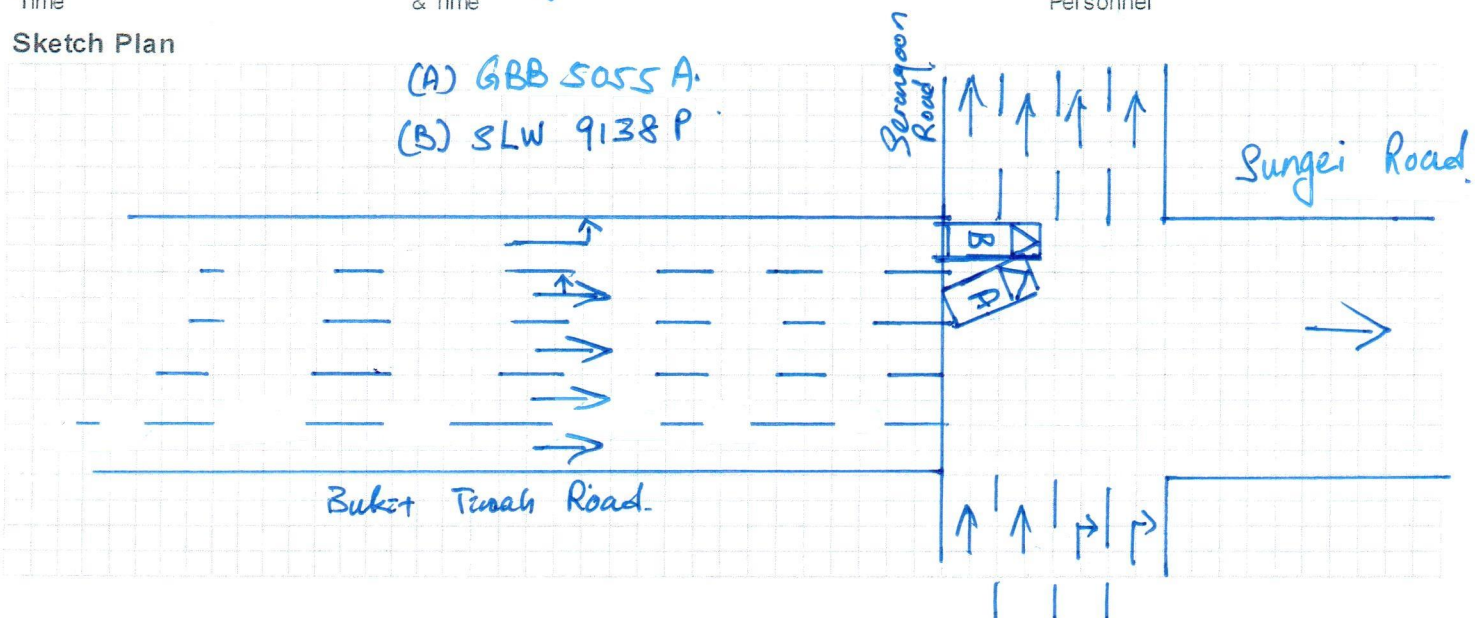 Time & Time Personnel
Sketch Plan
(A) GBB 5055 A.
(B) SLW 9138 P
Serangoon
Road.
Sungei Road.
B
A
Bukit Timah Road.